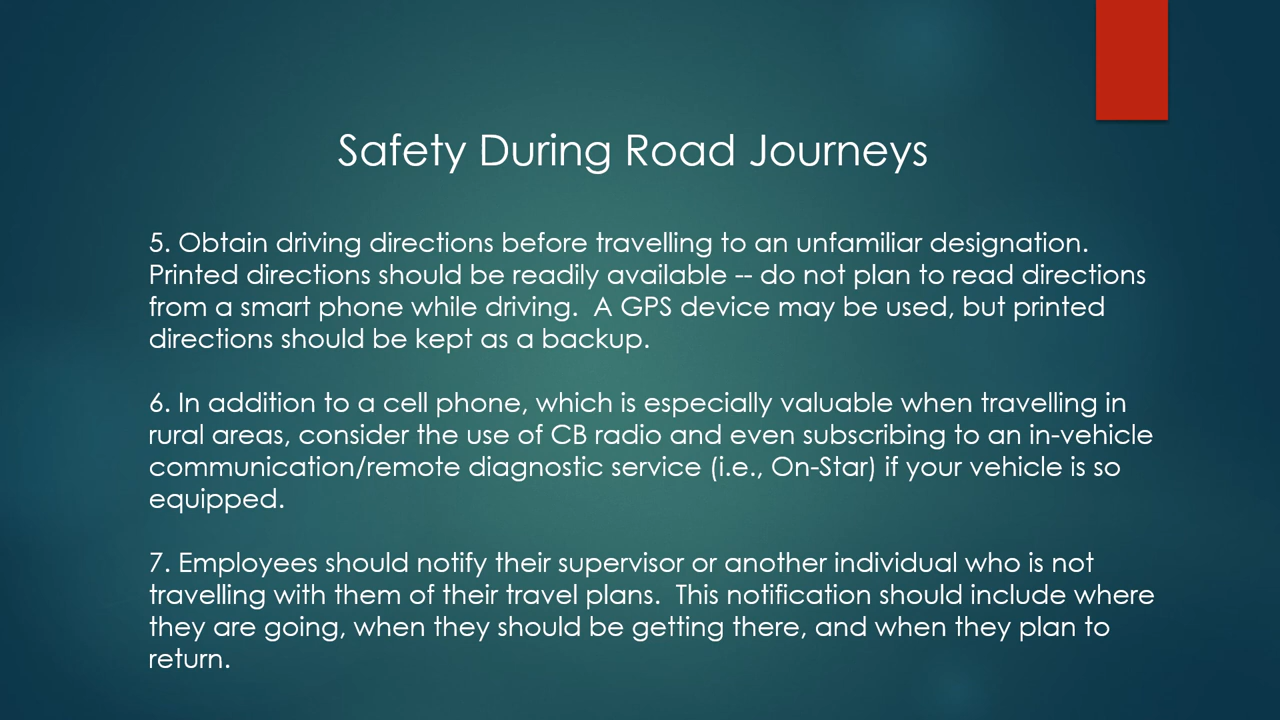 Safety During Road Journeys
5. Obtain driving directions before travelling to an unfamiliar designation.
Printed directions should be readily available -- do not plan to read directions
from a smart phone while driving.  A GPS device may be used, but printed
directions should be kept as a backup.
6. In addition to a cell phone, which is especially valuable when travelling in
rural areas, consider the use of CB radio and even subscribing to an in-vehicle
communication/remote diagnostic service (i.e., On-Star) if your vehicle is so
equipped.
7. Employees should notify their supervisor or another individual who is not
travelling with them of their travel plans.  This notification should include where
they are going, when they should be getting there, and when they plan to
return.